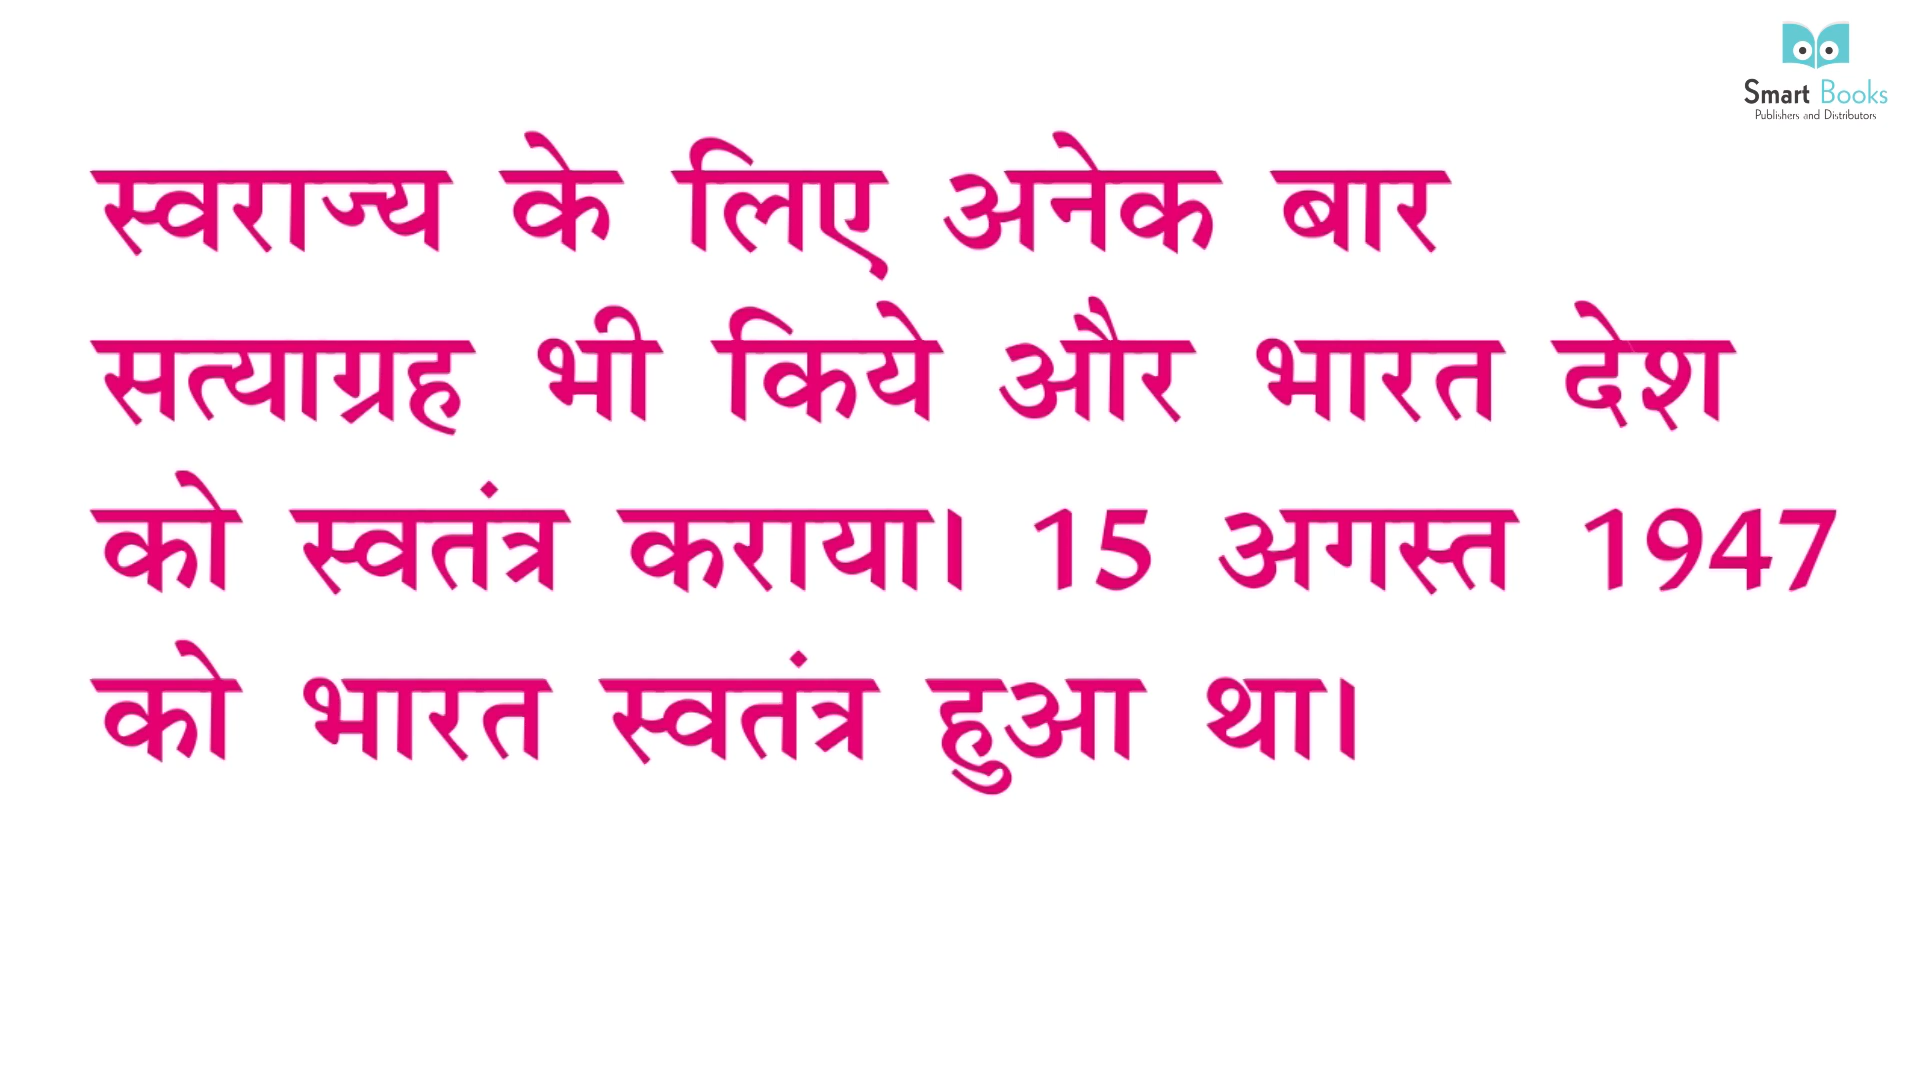 Smart Books
Publishers and Distributors
स्वराज्य के लिए अनेक बार
सत्याग्रह भी किये और भारत देश
को स्वतंत्र कराया। 15 अगस्त 1947
को भारत स्वतंत्र हुआ था।